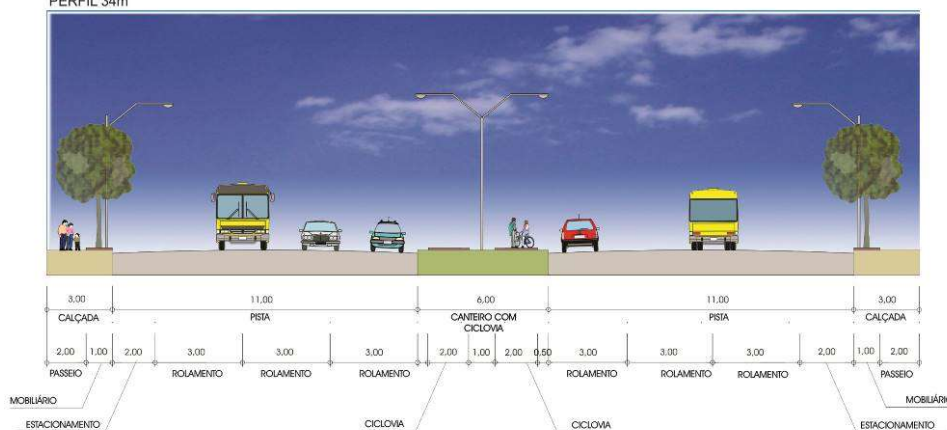 PERFIL 34m
3,00 11,00 6,00 11,00 3,00
CALÇADA PISTA CANTEIRO COM CICLOVIA PISTA CALÇADA
2,00 1,00 2,00 3,00 3,00 3,00 2,00 1,00 2,00 0,50 3,00 3,00 3,00 2,00 1,00 2,00
PASSEIO ROLAMENTO ROLAMENTO ROLAMENTO ROLAMENTO ROLAMENTO ROLAMENTO PASSEIO
MOBILIÁRIO MOBILIÁRIO
ESTACIONAMENTO CICLOVIA CICLOVIA ESTACIONAMENTO